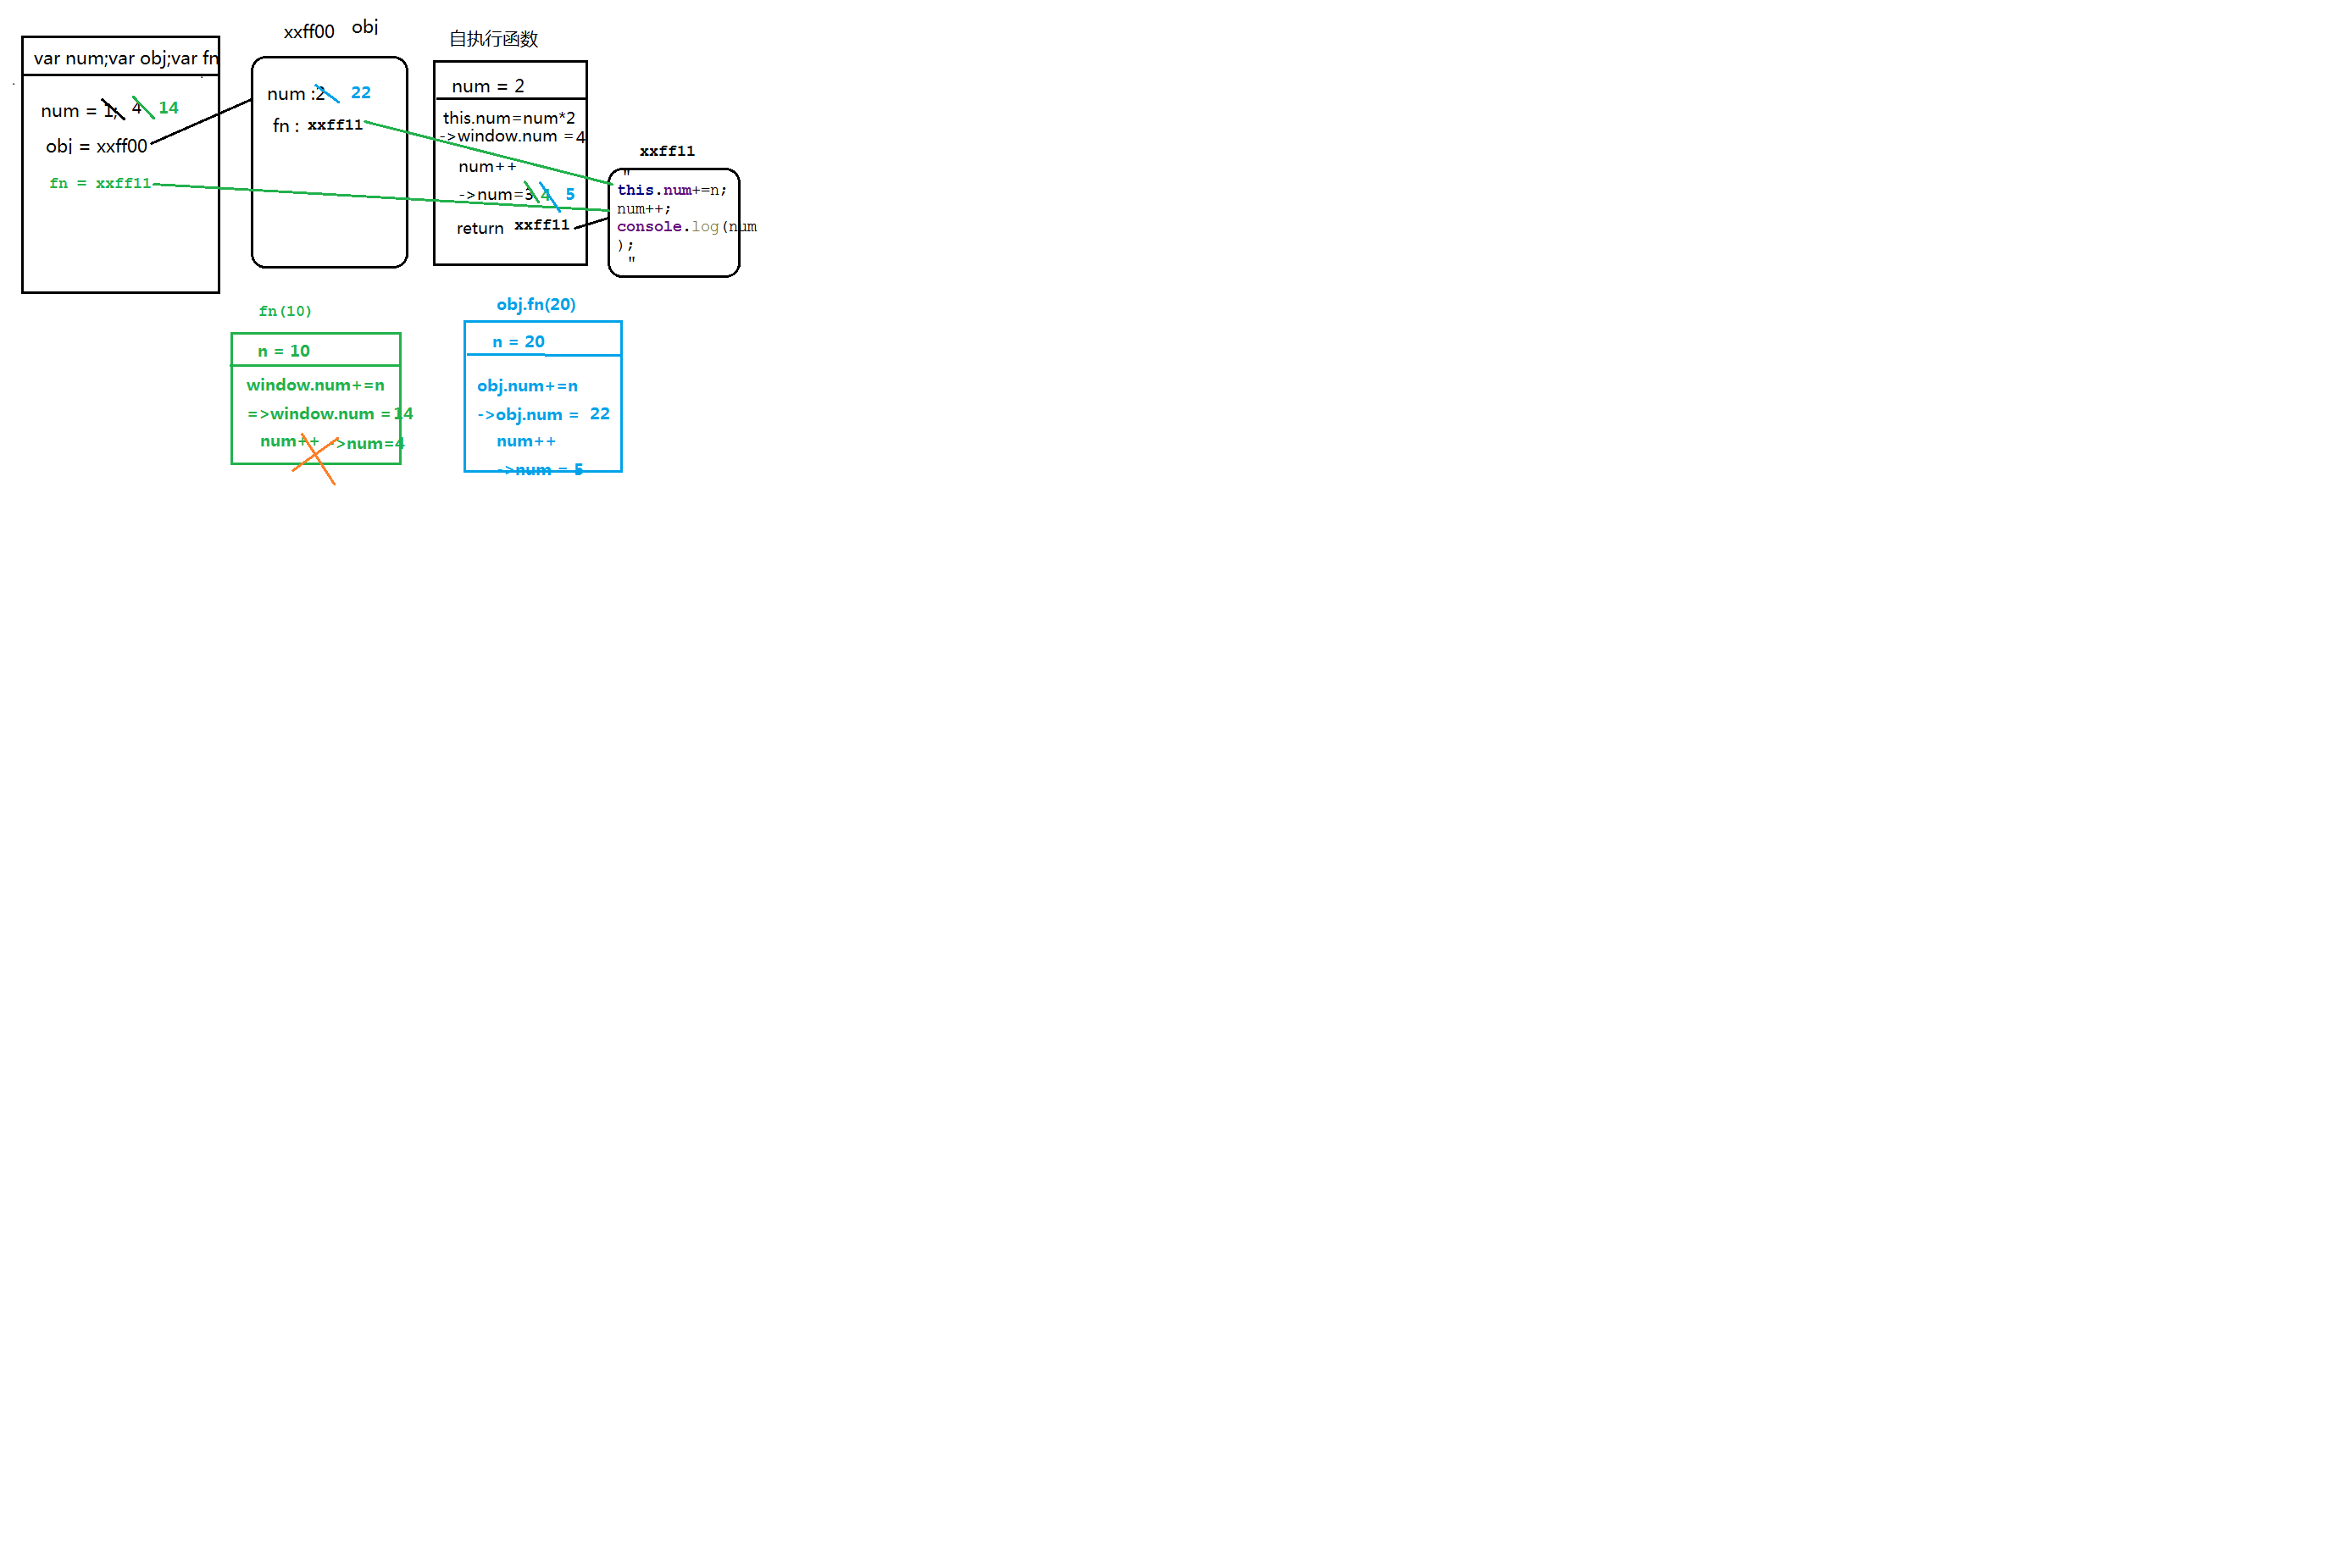 var num;var obj;var fn
num = 1; 4 14
obj = xxff00
fn = xxff11
xxff00 obj
num :2 22
fn : xxff11
自执行函数
num = 2
this.num=num*2
->window.num =4
num++
->num=3 4 5
return xxff11
xxff11
"
this.num+=n;
num++;
console.log(num
);
"
fn(10)
n = 10
window.num+=n
=>window.num =14
num++ ->num=4
obj.fn(20)
n = 20
obj.num+=n
->obj.num = 22
num++
->num = 5